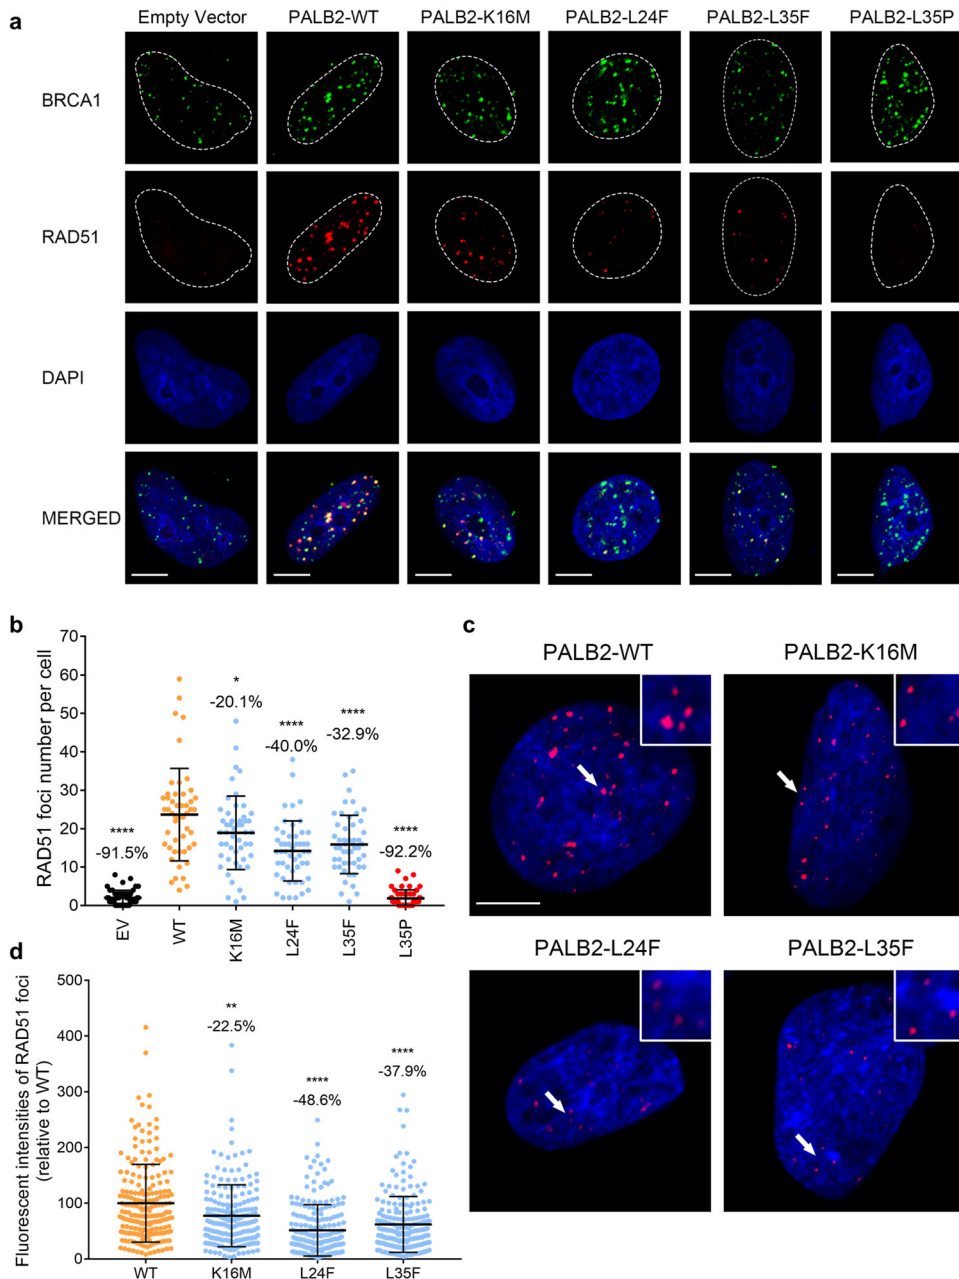 a
Empty Vector PALB2-WT PALB2-K16M PALB2-L24F PALB2-L35F PALB2-L35P
BRCA1
RAD51
DAPI
MERGED
b
RAD51 foci number per cell
70
60
50
40
30
20
10
0
****
-91.5%
*
-20.1%
****
-40.0%
****
-32.9%
****
-92.2%
EV WT K16M L24F L35F L35P
c
PALB2-WT PALB2-K16M
PALB2-L24F PALB2-L35F
d
Fluorescent intensities of RAD51 foci
(relative to WT)
500
400
300
200
100
0
**
-22.5%
****
-48.6%
****
-37.9%
WT K16M L24F L35F